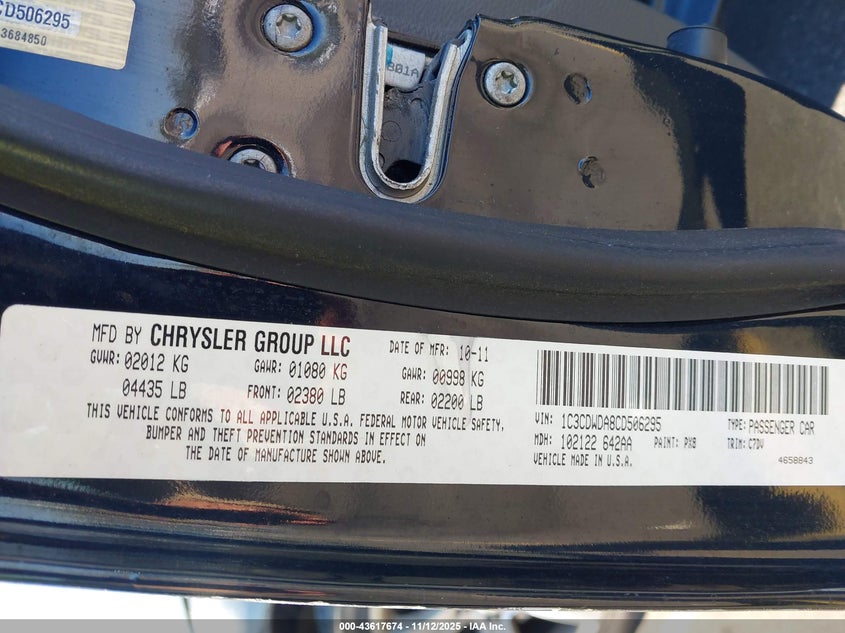 CD506295
3684850
301A
MFD BY CHRYSLER GROUP LLC
DATE OF MFR: 10-11
GVWR: 02012 KG
GAWR: 01080 KG
GAWR: 00998 KG
04435 LB
FRONT: 02380 LB
REAR: 02200 LB
THIS VEHICLE CONFORMS TO ALL APPLICABLE U.S.A. FEDERAL MOTOR VEHICLE SAFETY,
BUMPER AND THEFT PREVENTION STANDARDS IN EFFECT ON
THE DATE OF MANUFACTURE SHOWN ABOVE.
VIN: 1C3CDWDA8CD506295
TYPE: PASSENGER CAR
MDH: 102122 642AA
PAINT: PXB
TRIM: C7DV
VEHICLE MADE IN U.S.A.
4658843
000-43617674 - 11/12/2025 - IAA, Inc.